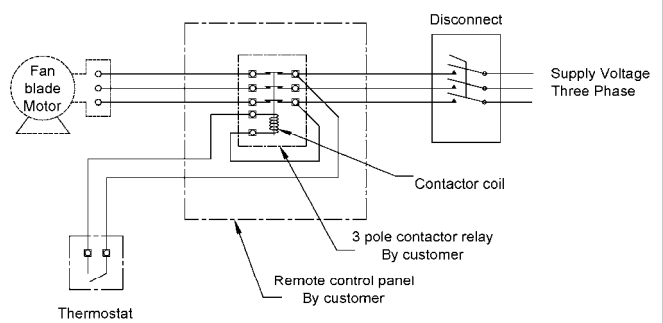 Disconnect
Fan
blade
Motor
Supply Voltage
Three Phase
Contactor coil
3 pole contactor relay
By customer
Remote control panel
By customer
Thermostat